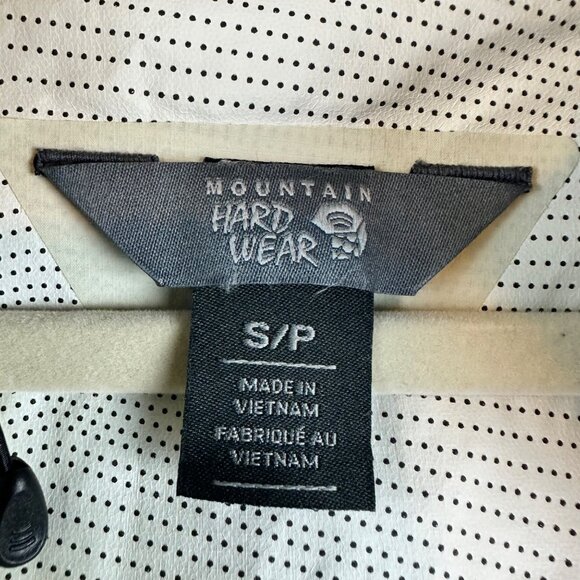 MOUNTAIN
HARD
WEAR
S/P
MADE IN
VIETNAM
FABRIQUÉ AU
VIETNAM